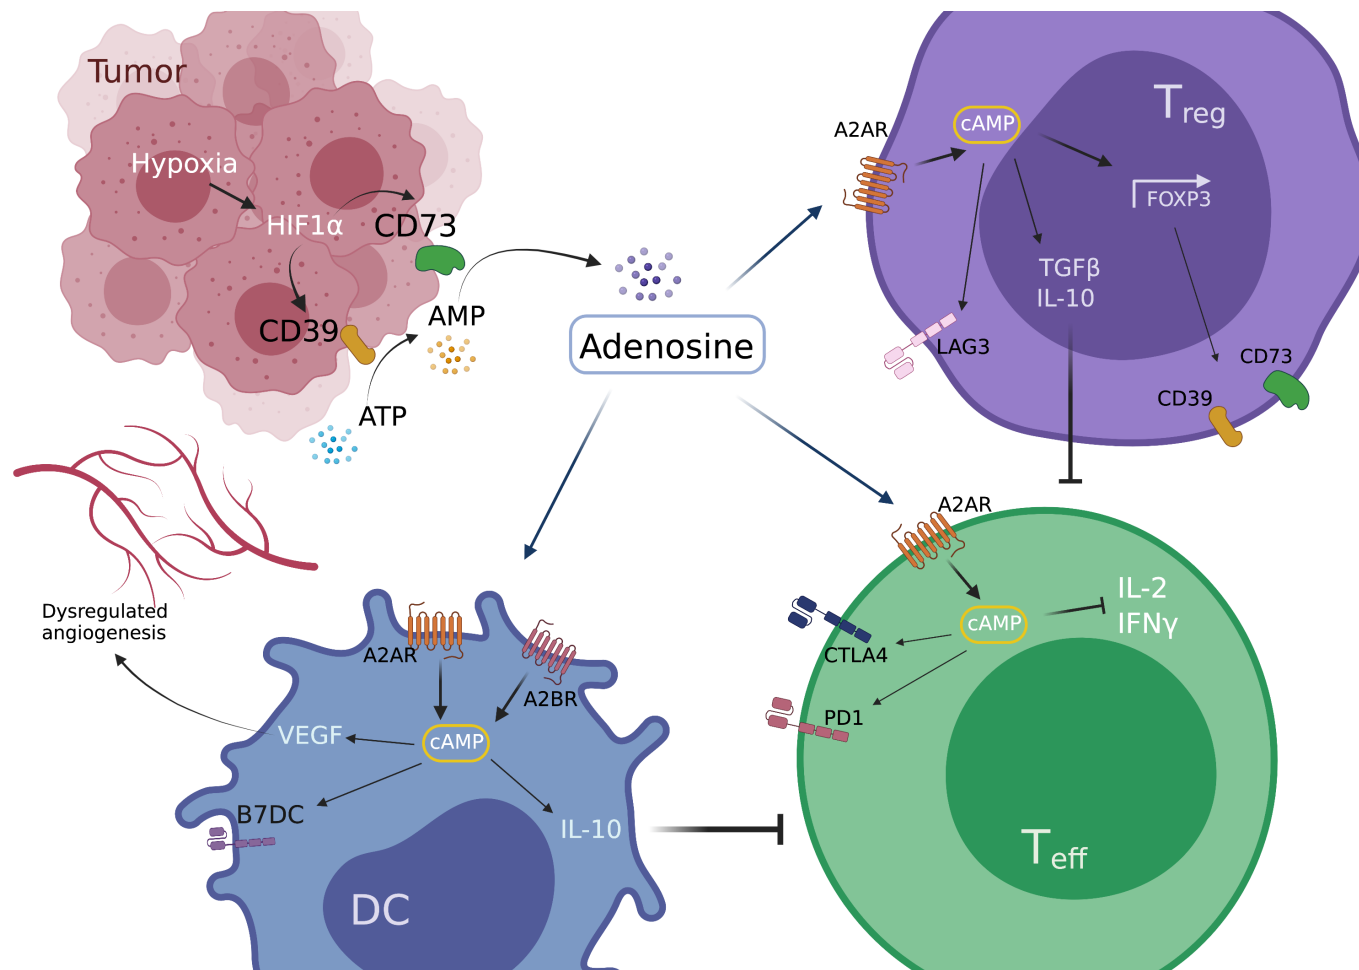 Tumor
Hypoxia
HIF1α
CD73
CD39
AMP
ATP
Adenosine
Treg
A2AR
cAMP
FOXP3
TGFβ
IL-10
LAG3
CD73
CD39
Dysregulated
angiogenesis
A2AR
A2BR
VEGF
cAMP
B7DC
IL-10
DC
A2AR
cAMP
IL-2
IFNγ
CTLA4
PD1
Teff